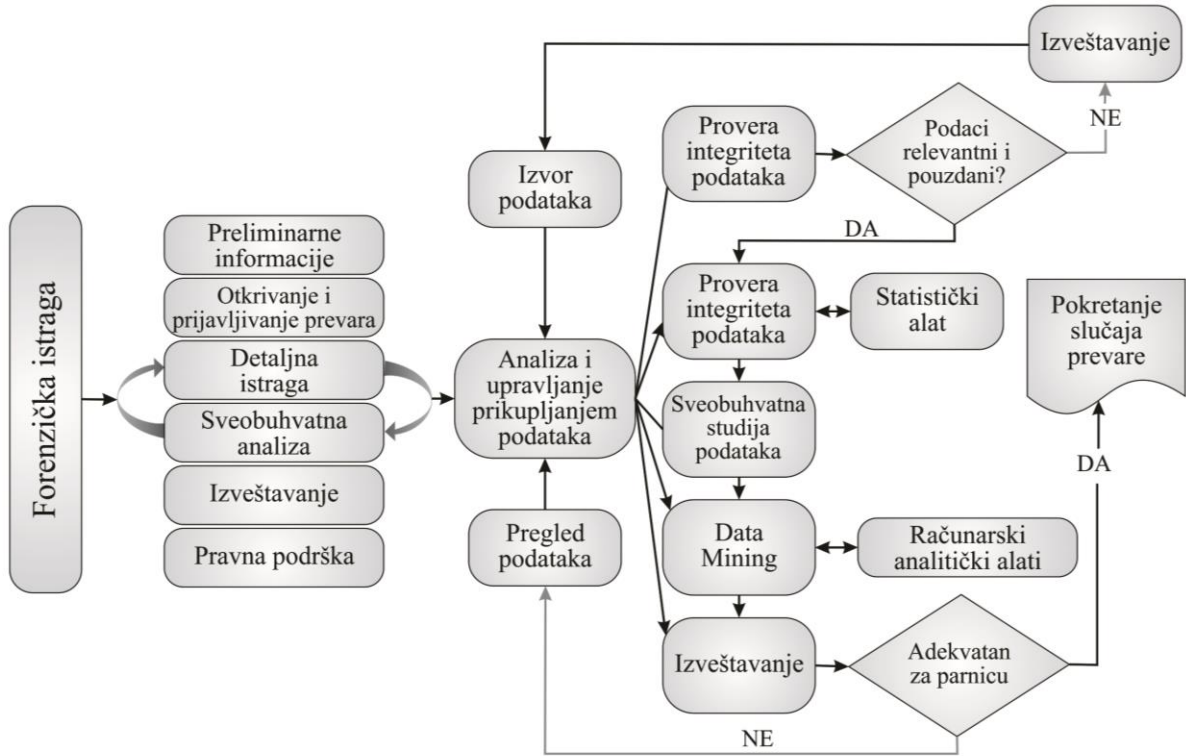 Forenzička istraga
Preliminarne
informacije
Otkrivanje i
prijavljivanje prevara
Detaljna
istraga
Sveobuhvatna
analiza
Izveštavanje
Pravna podrška
Izvor
podataka
Analiza i
upravljanje
prikupljanjem
podataka
Pregled
podataka
Provera
integriteta
podataka
Podaci
relevantni i
pouzdani?
NE
Izveštavanje
DA
Provera
integriteta
podataka
Statistički
alat
Sveobuhvatna
studija
podataka
Data
Mining
Računarski
analitički alati
Izveštavanje
Adekvatan
za parnicu
NE
DA
Pokretanje
slučaja
prevare